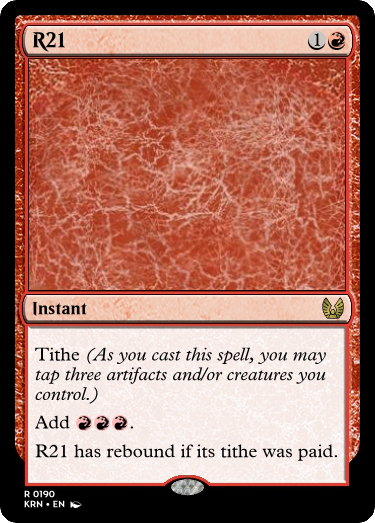 R21 1
Instant
Tithe (As you cast this spell, you may
tap three artifacts and/or creatures you
control.)
Add .
R21 has rebound if its tithe was paid.
R 0190
KRN • EN